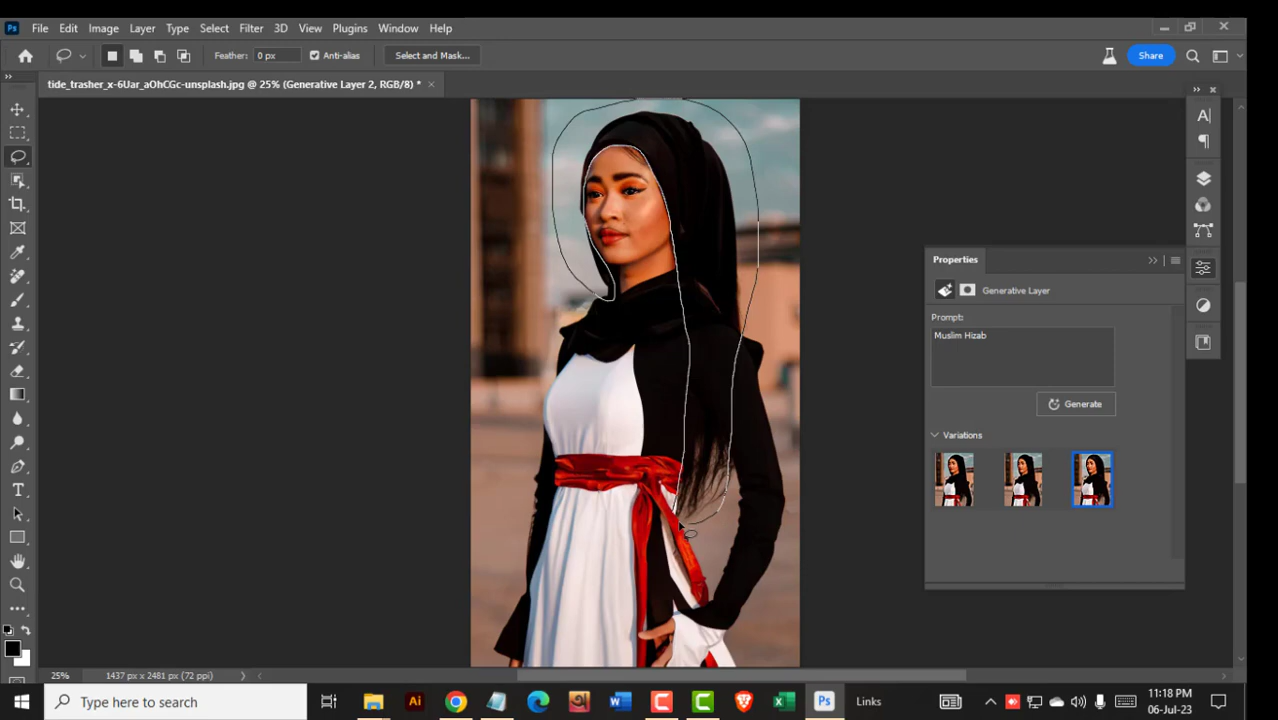 Ps File Edit Image Layer Type Select Filter 3D View Plugins Window Help
Feather: 0 px Anti-alias Select and Mask... Share
tide_trasher_x-6Uar_aOhCGc-unsplash.jpg @ 25% (Generative Layer 2, RGB/8) *
Properties
Generative Layer
Prompt:
Muslim Hizab
Generate
Variations
25% 1437 px x 2481 px (72 ppi)
Type here to search
Ai
W
X
Ps
Links
11:18 PM
06-Jul-23